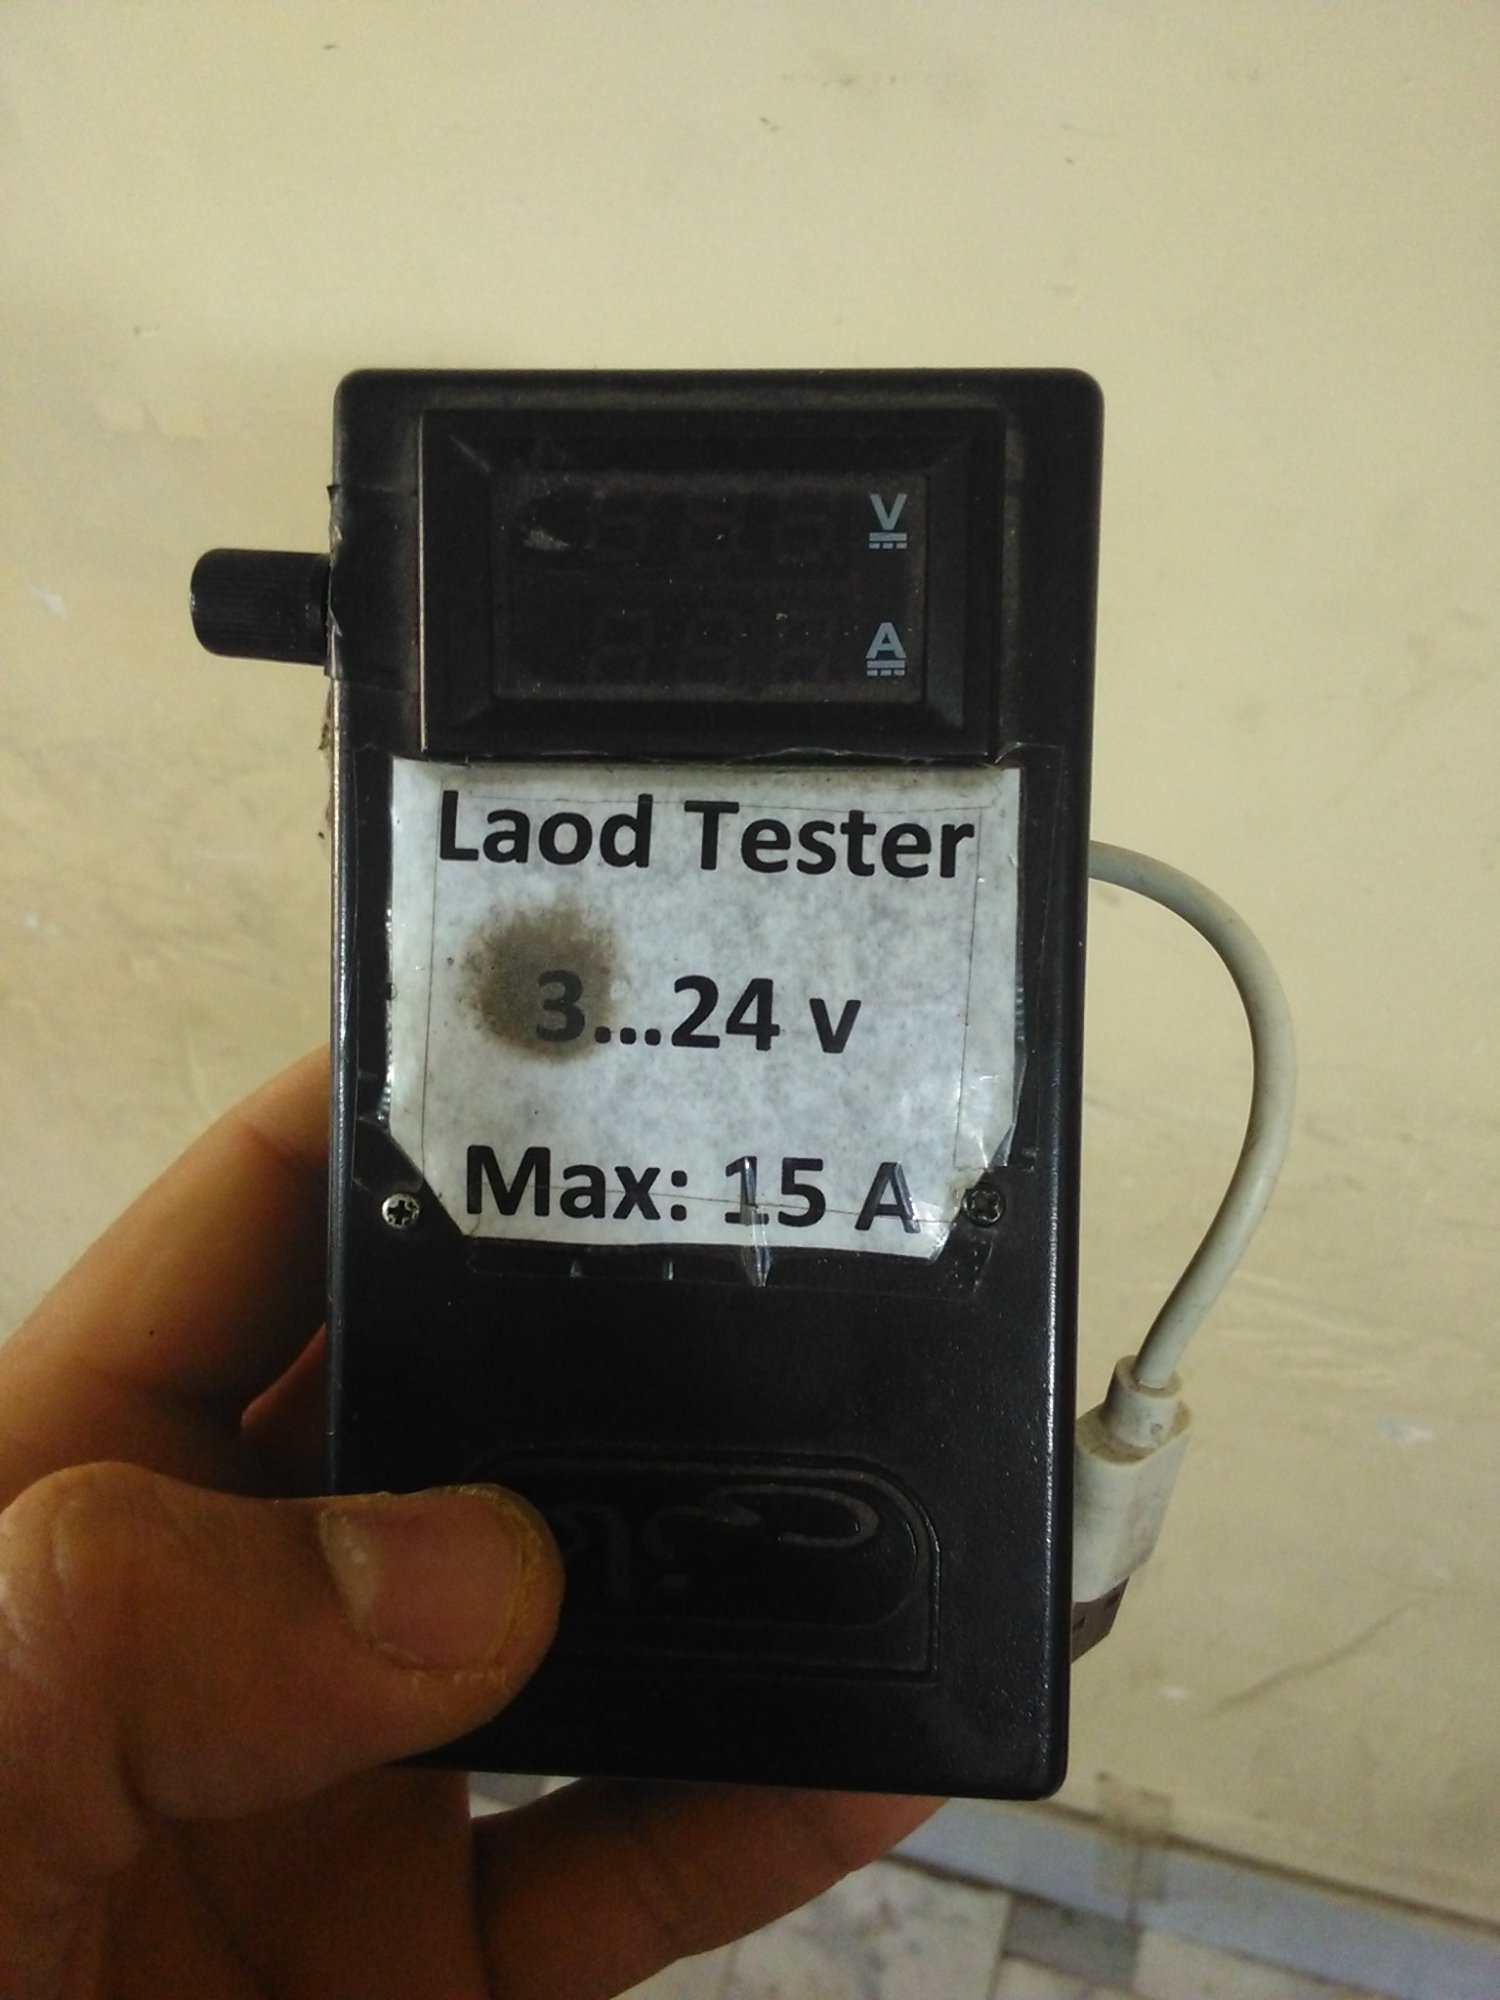 V
A
Laod Tester
3...24 v
Max: 15 A